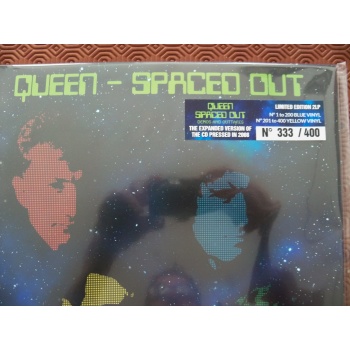 QUEEN - SPACED OUT
QUEEN
SPACED OUT
DEMOS AND OUTTAKES
THE EXPANDED VERSION OF
THE CD PRESSED IN 2008
LIMITED EDITION 2LP
N° 1 to 200 BLUE VINYL
N° 201 to 400 YELLOW VINYL
N° 333 / 400